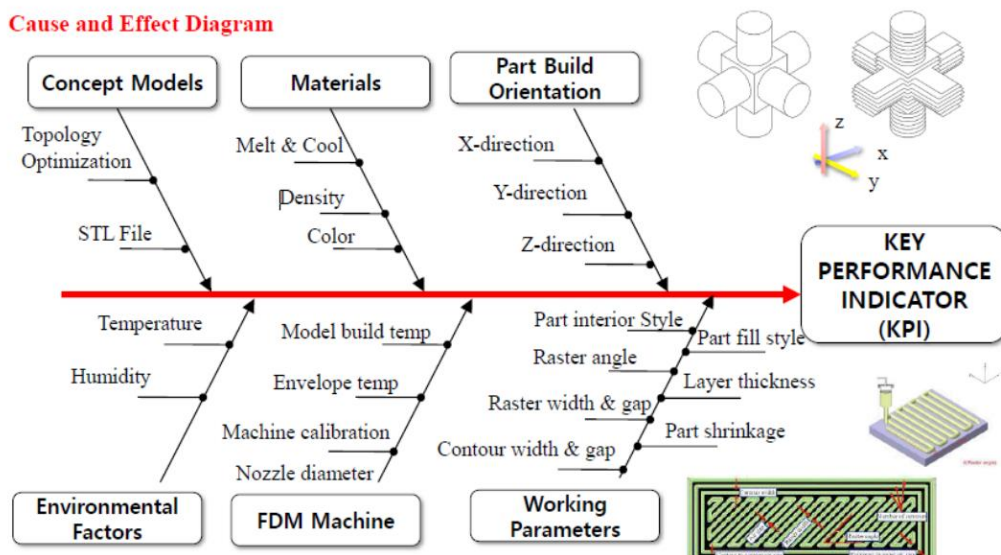 Cause and Effect Diagram
Concept Models
Materials
Part Build
Orientation
Topology
Optimization
STL File
Melt & Cool
Density
Color
X-direction
Y-direction
Z-direction
z
x
y
KEY
PERFORMANCE
INDICATOR
(KPI)
Temperature
Humidity
Model build temp
Envelope temp
Machine calibration
Nozzle diameter
Part interior Style
Part fill style
Raster angle
Layer thickness
Raster width & gap
Part shrinkage
Contour width & gap
Environmental
Factors
FDM Machine
Working
Parameters